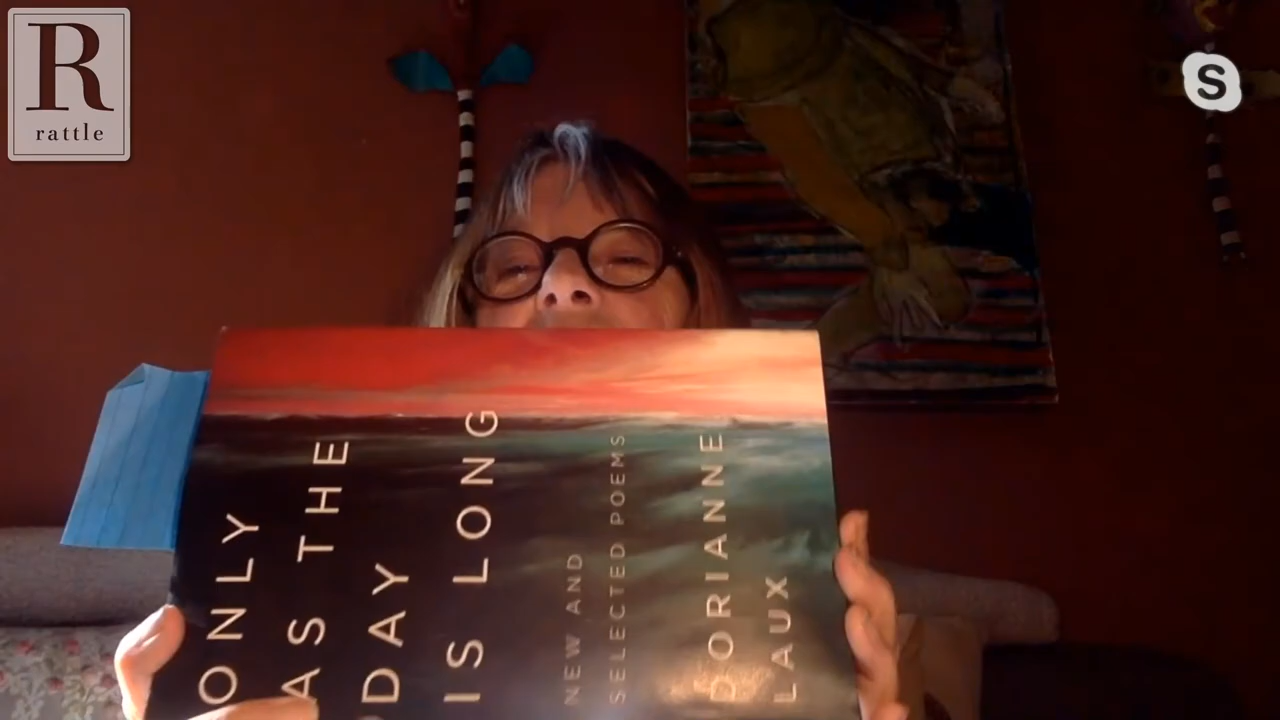 R
rattle
S
ONLY
AS THE
DAY
IS LONG
NEW AND
SELECTED POEMS
DORIANNE
LAUX